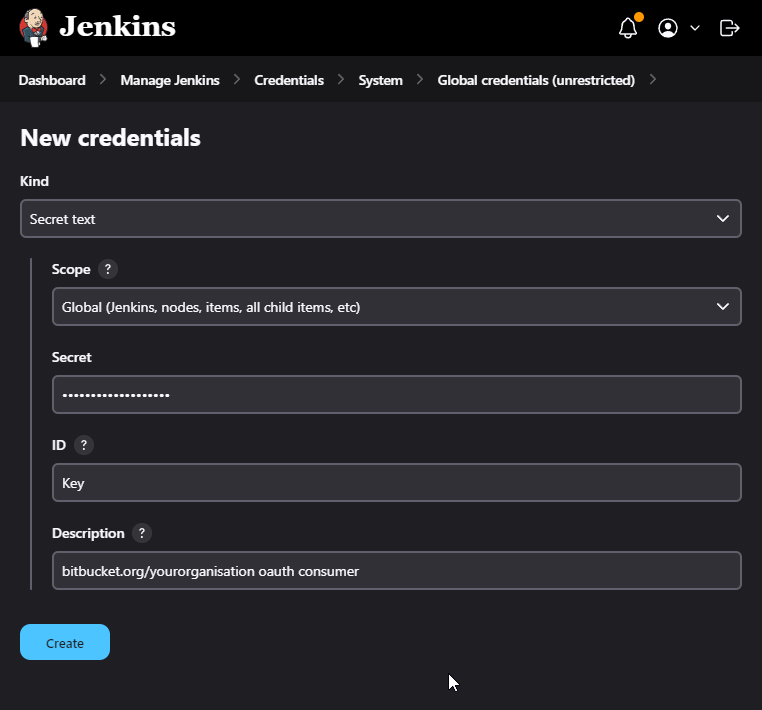 Jenkins
Dashboard > Manage Jenkins > Credentials > System > Global credentials (unrestricted) >
New credentials
Kind
Secret text
Scope ?
Global (Jenkins, nodes, items, all child items, etc)
Secret
•••••••••••••••••••
ID ?
Key
Description ?
bitbucket.org/yourorganisation oauth consumer
Create